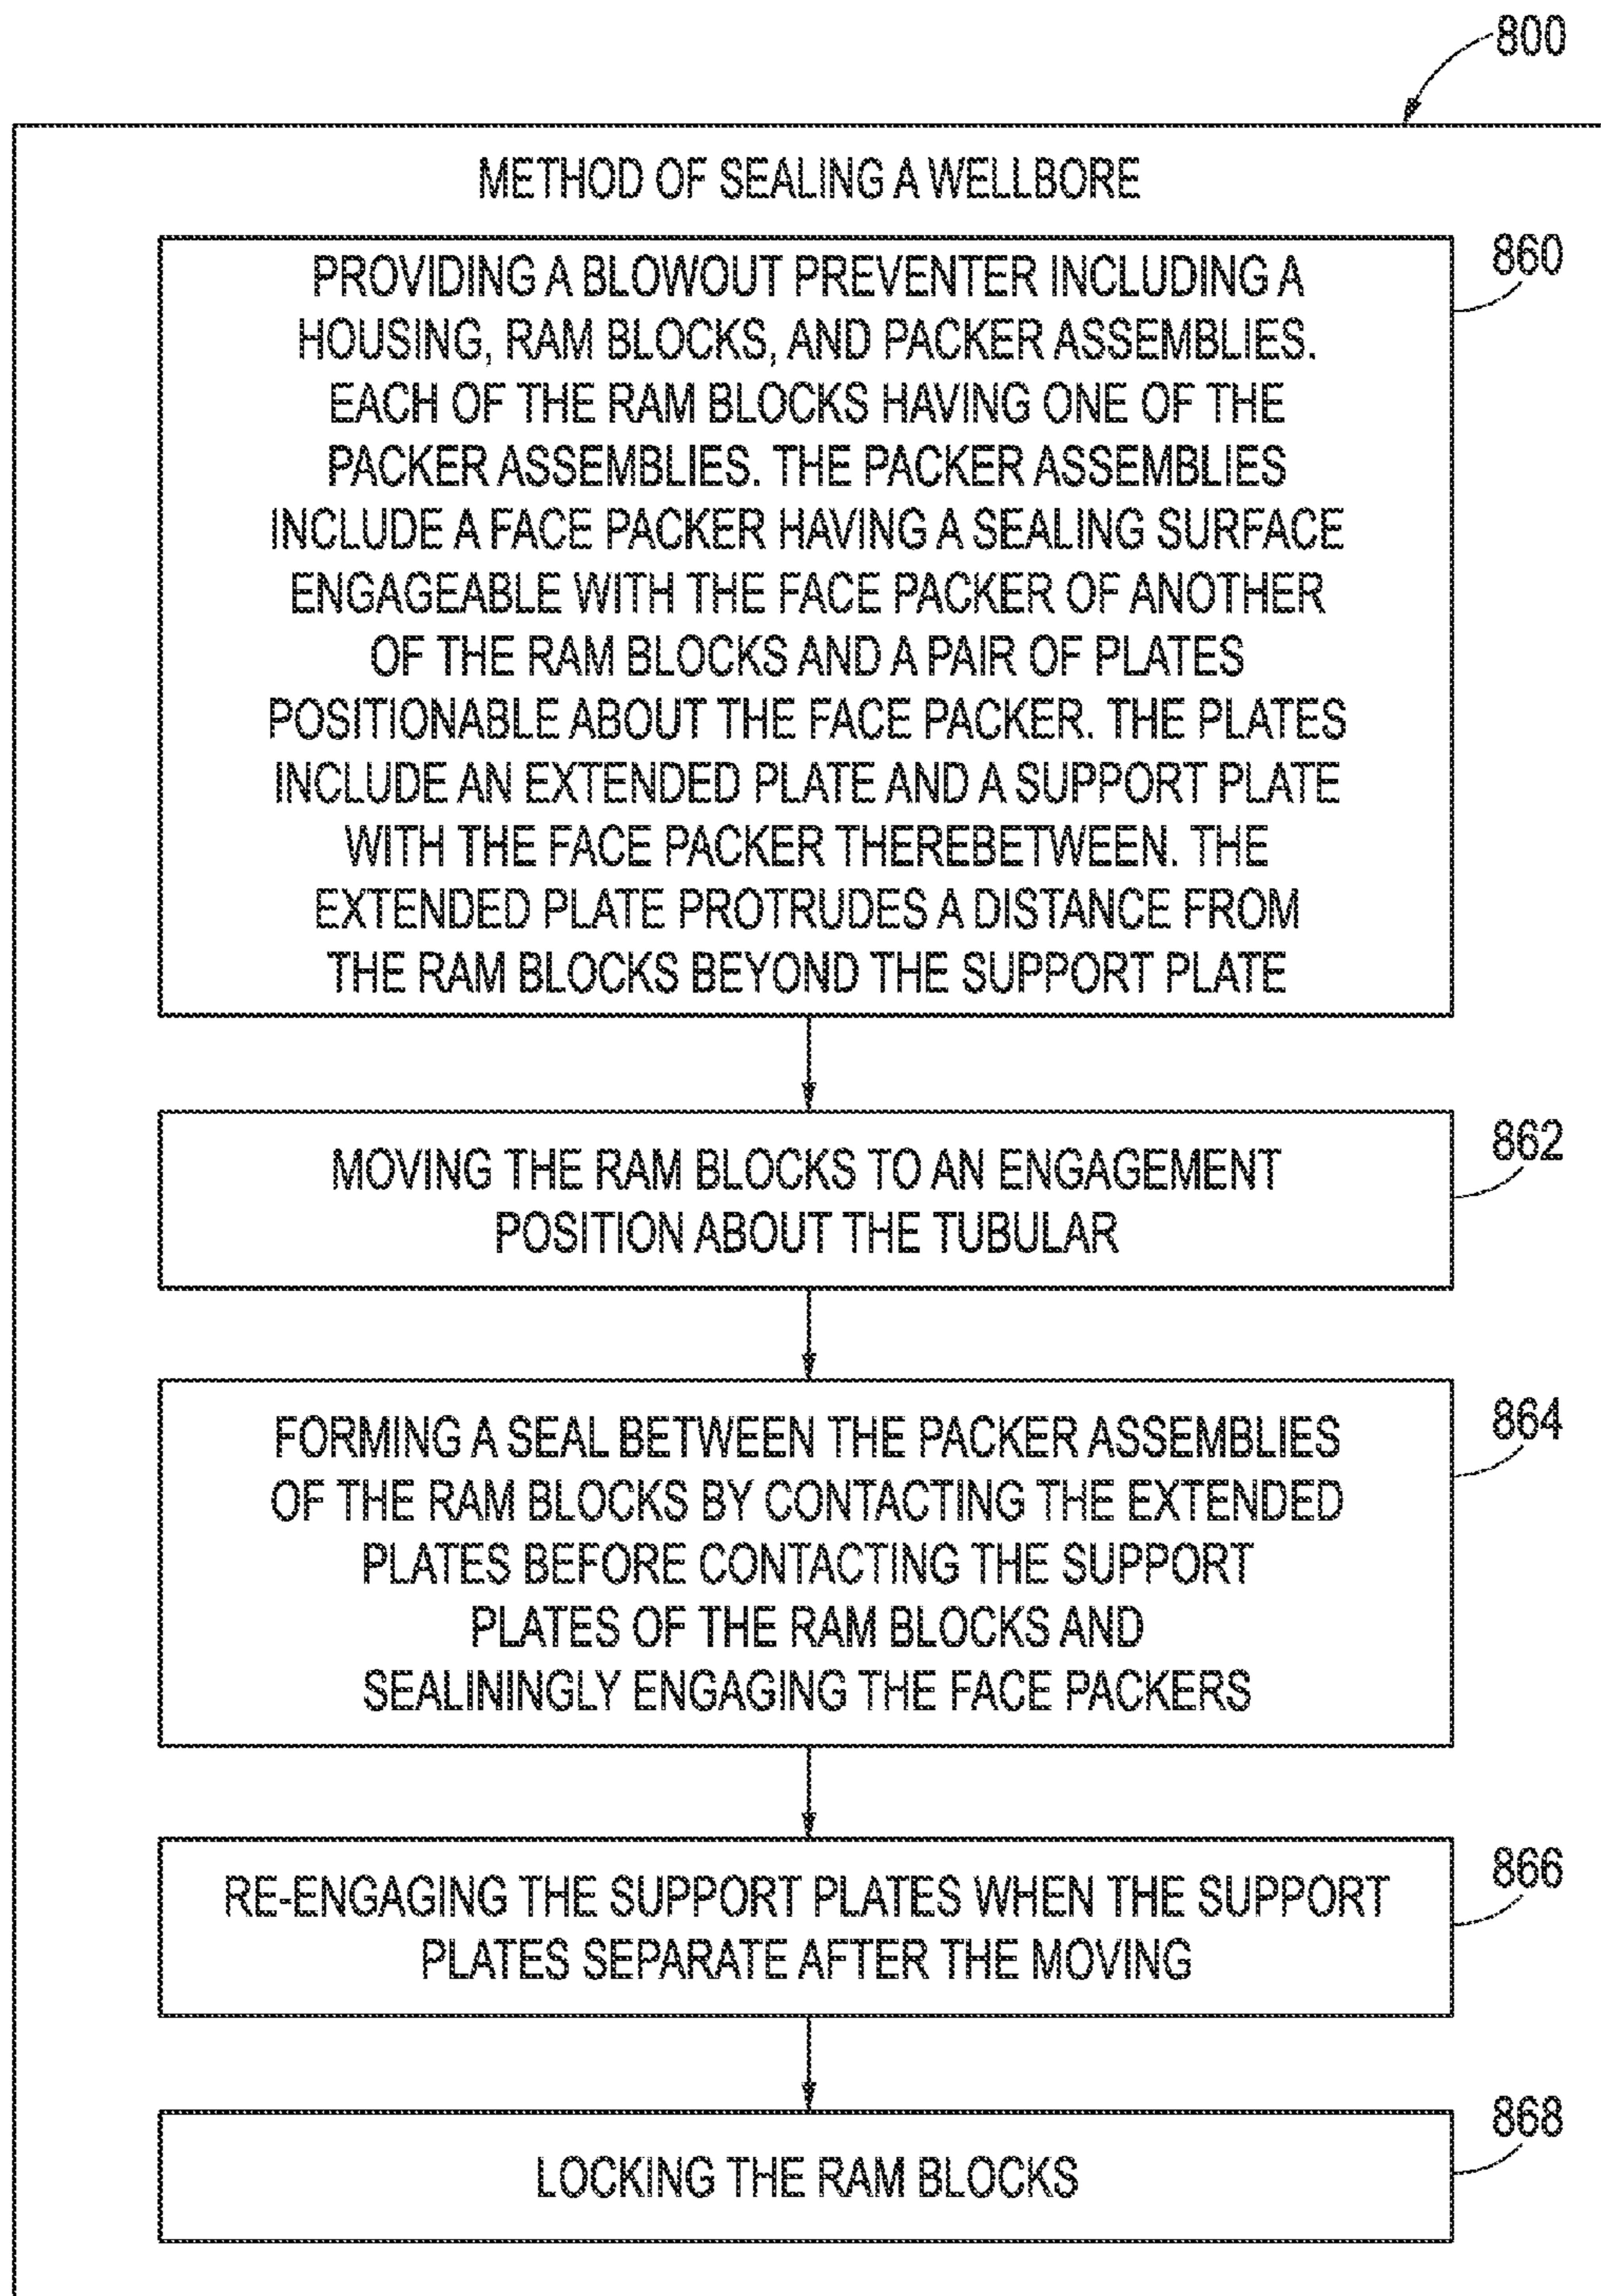 800
METHOD OF SEALING A WELLBORE
860
PROVIDING A BLOWOUT PREVENTER INCLUDING A
HOUSING, RAM BLOCKS, AND PACKER ASSEMBLIES.
EACH OF THE RAM BLOCKS HAVING ONE OF THE
PACKER ASSEMBLIES. THE PACKER ASSEMBLIES
INCLUDE A FACE PACKER HAVING A SEALING SURFACE
ENGAGEABLE WITH THE FACE PACKER OF ANOTHER
OF THE RAM BLOCKS AND A PAIR OF PLATES
POSITIONABLE ABOUT THE FACE PACKER. THE PLATES
INCLUDE AN EXTENDED PLATE AND A SUPPORT PLATE
WITH THE FACE PACKER THEREBETWEEN. THE
EXTENDED PLATE PROTRUDES A DISTANCE FROM
THE RAM BLOCKS BEYOND THE SUPPORT PLATE
862
MOVING THE RAM BLOCKS TO AN ENGAGEMENT
POSITION ABOUT THE TUBULAR
864
FORMING A SEAL BETWEEN THE PACKER ASSEMBLIES
OF THE RAM BLOCKS BY CONTACTING THE EXTENDED
PLATES BEFORE CONTACTING THE SUPPORT
PLATES OF THE RAM BLOCKS AND
SEALININGLY ENGAGING THE FACE PACKERS
866
RE-ENGAGING THE SUPPORT PLATES WHEN THE SUPPORT
PLATES SEPARATE AFTER THE MOVING
868
LOCKING THE RAM BLOCKS